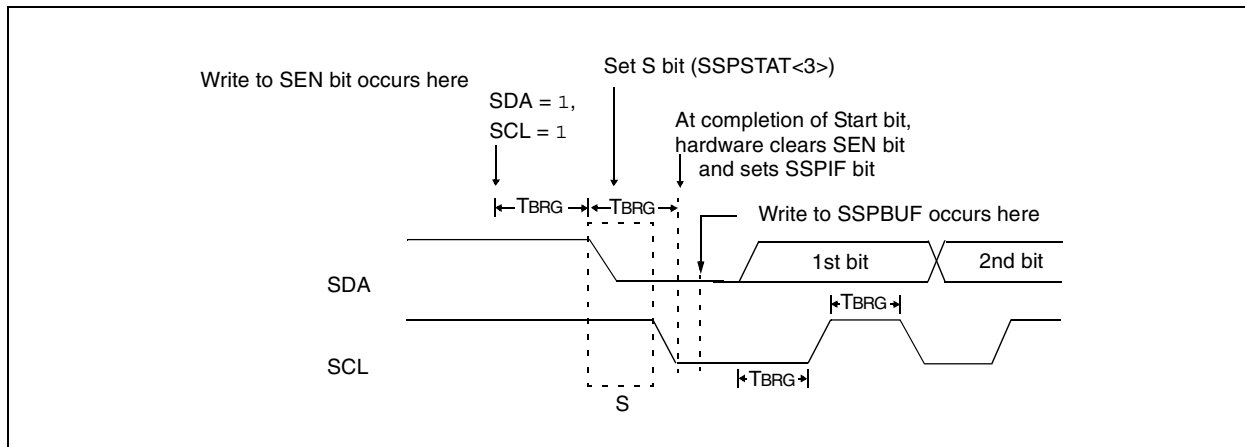 Write to SEN bit occurs here
Set S bit (SSPSTAT<3>)
SDA = 1,
SCL = 1
At completion of Start bit,
hardware clears SEN bit
and sets SSPIF bit
TBRG
TBRG
Write to SSPBUF occurs here
SDA
1st bit
2nd bit
TBRG
SCL
TBRG
S